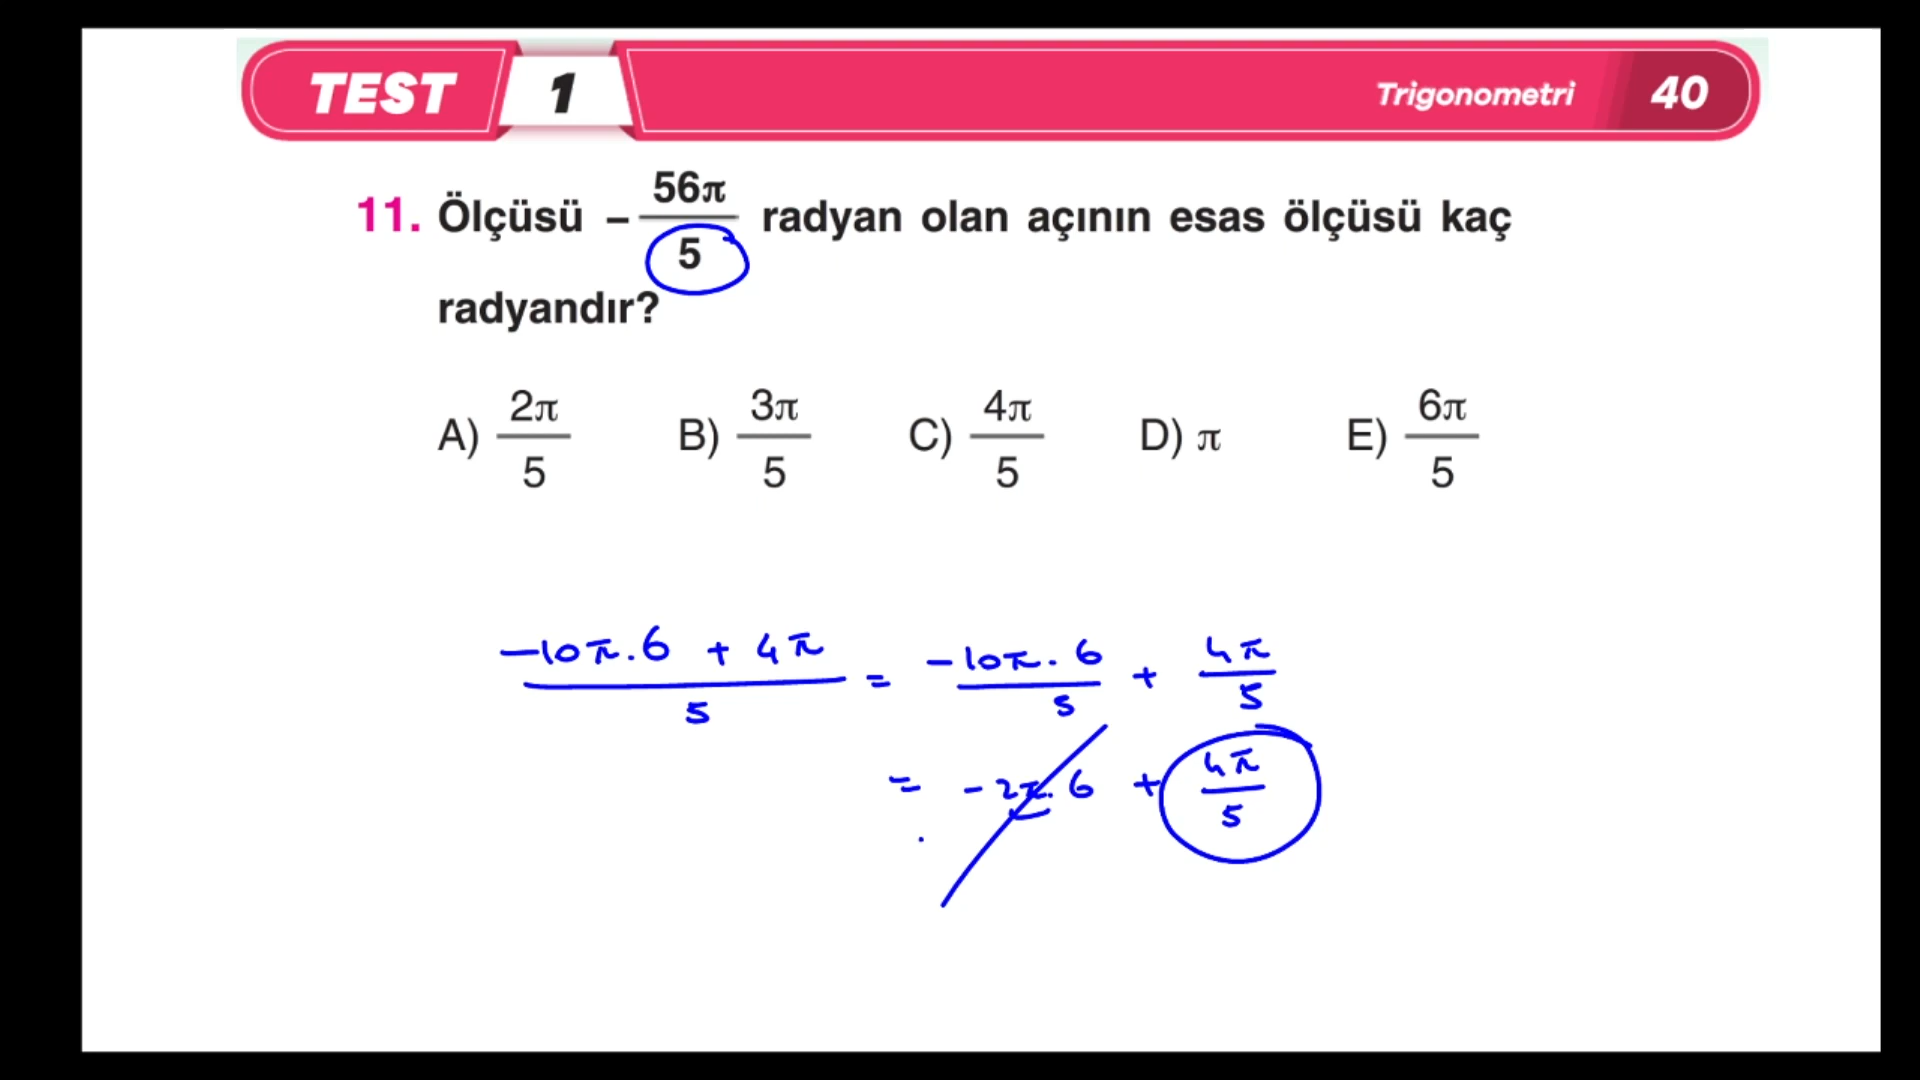 TEST 1 Trigonometri 40
11. Ölçüsü − 56π/5 radyan olan açının esas ölçüsü kaç
radyandır?
A) 2π/5 B) 3π/5 C) 4π/5 D) π E) 6π/5
(−10π.6 + 4π)/5 = −10π.6/5 + 4π/5
= −2π.6 + 4π/5